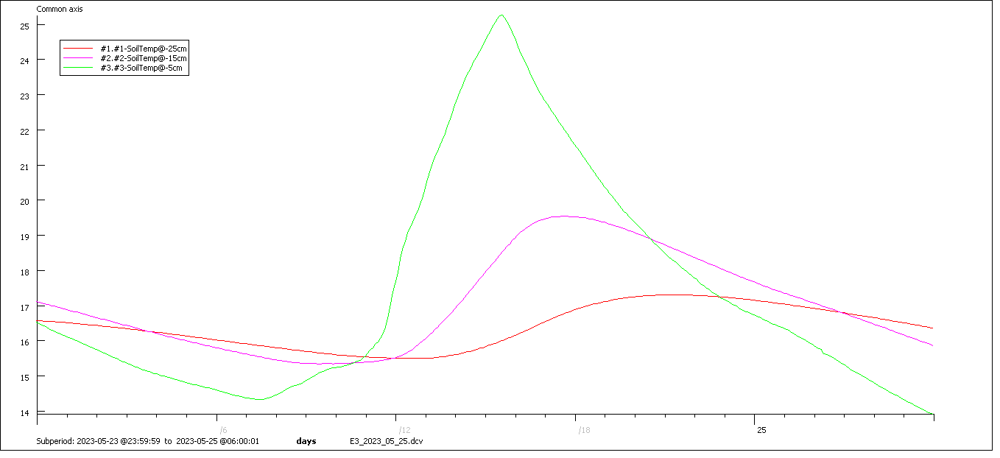 Common axis
25
#1.#1-SoilTemp@-25cm
#2.#2-SoilTemp@-15cm
24
#3.#3-SoilTemp@-5cm
23
22
21
20
19
18
17
16
15
14
/6 /12 /18 25
Subperiod: 2023-05-23 @23:59:59 to 2023-05-25 @06:00:01 days E3_2023_05_25.dcv